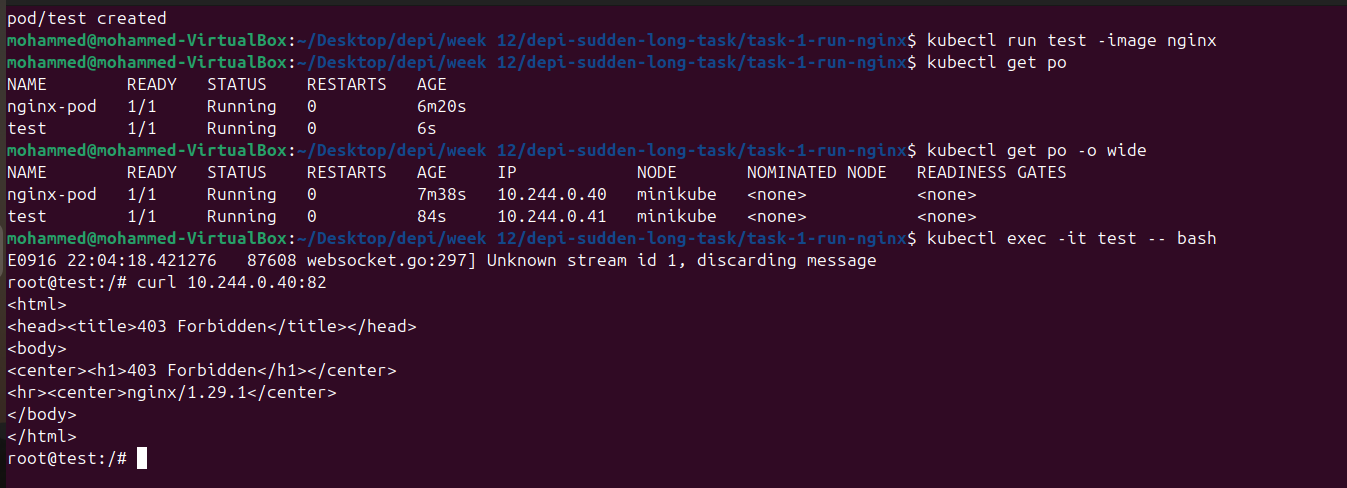 pod/test created
mohammed@mohammed-VirtualBox:~/Desktop/depi/week 12/depi-sudden-long-task/task-1-run-nginx$ kubectl run test -image nginx
mohammed@mohammed-VirtualBox:~/Desktop/depi/week 12/depi-sudden-long-task/task-1-run-nginx$ kubectl get po
NAME        READY   STATUS    RESTARTS   AGE
nginx-pod   1/1     Running   0          6m20s
test        1/1     Running   0          6s
mohammed@mohammed-VirtualBox:~/Desktop/depi/week 12/depi-sudden-long-task/task-1-run-nginx$ kubectl get po -o wide
NAME        READY   STATUS    RESTARTS   AGE     IP            NODE       NOMINATED NODE   READINESS GATES
nginx-pod   1/1     Running   0          7m38s   10.244.0.40   minikube   <none>           <none>
test        1/1     Running   0          84s     10.244.0.41   minikube   <none>           <none>
mohammed@mohammed-VirtualBox:~/Desktop/depi/week 12/depi-sudden-long-task/task-1-run-nginx$ kubectl exec -it test -- bash
E0916 22:04:18.421276   87608 websocket.go:297] Unknown stream id 1, discarding message
root@test:/# curl 10.244.0.40:82
<html>
<head><title>403 Forbidden</title></head>
<body>
<center><h1>403 Forbidden</h1></center>
<hr><center>nginx/1.29.1</center>
</body>
</html>
root@test:/#